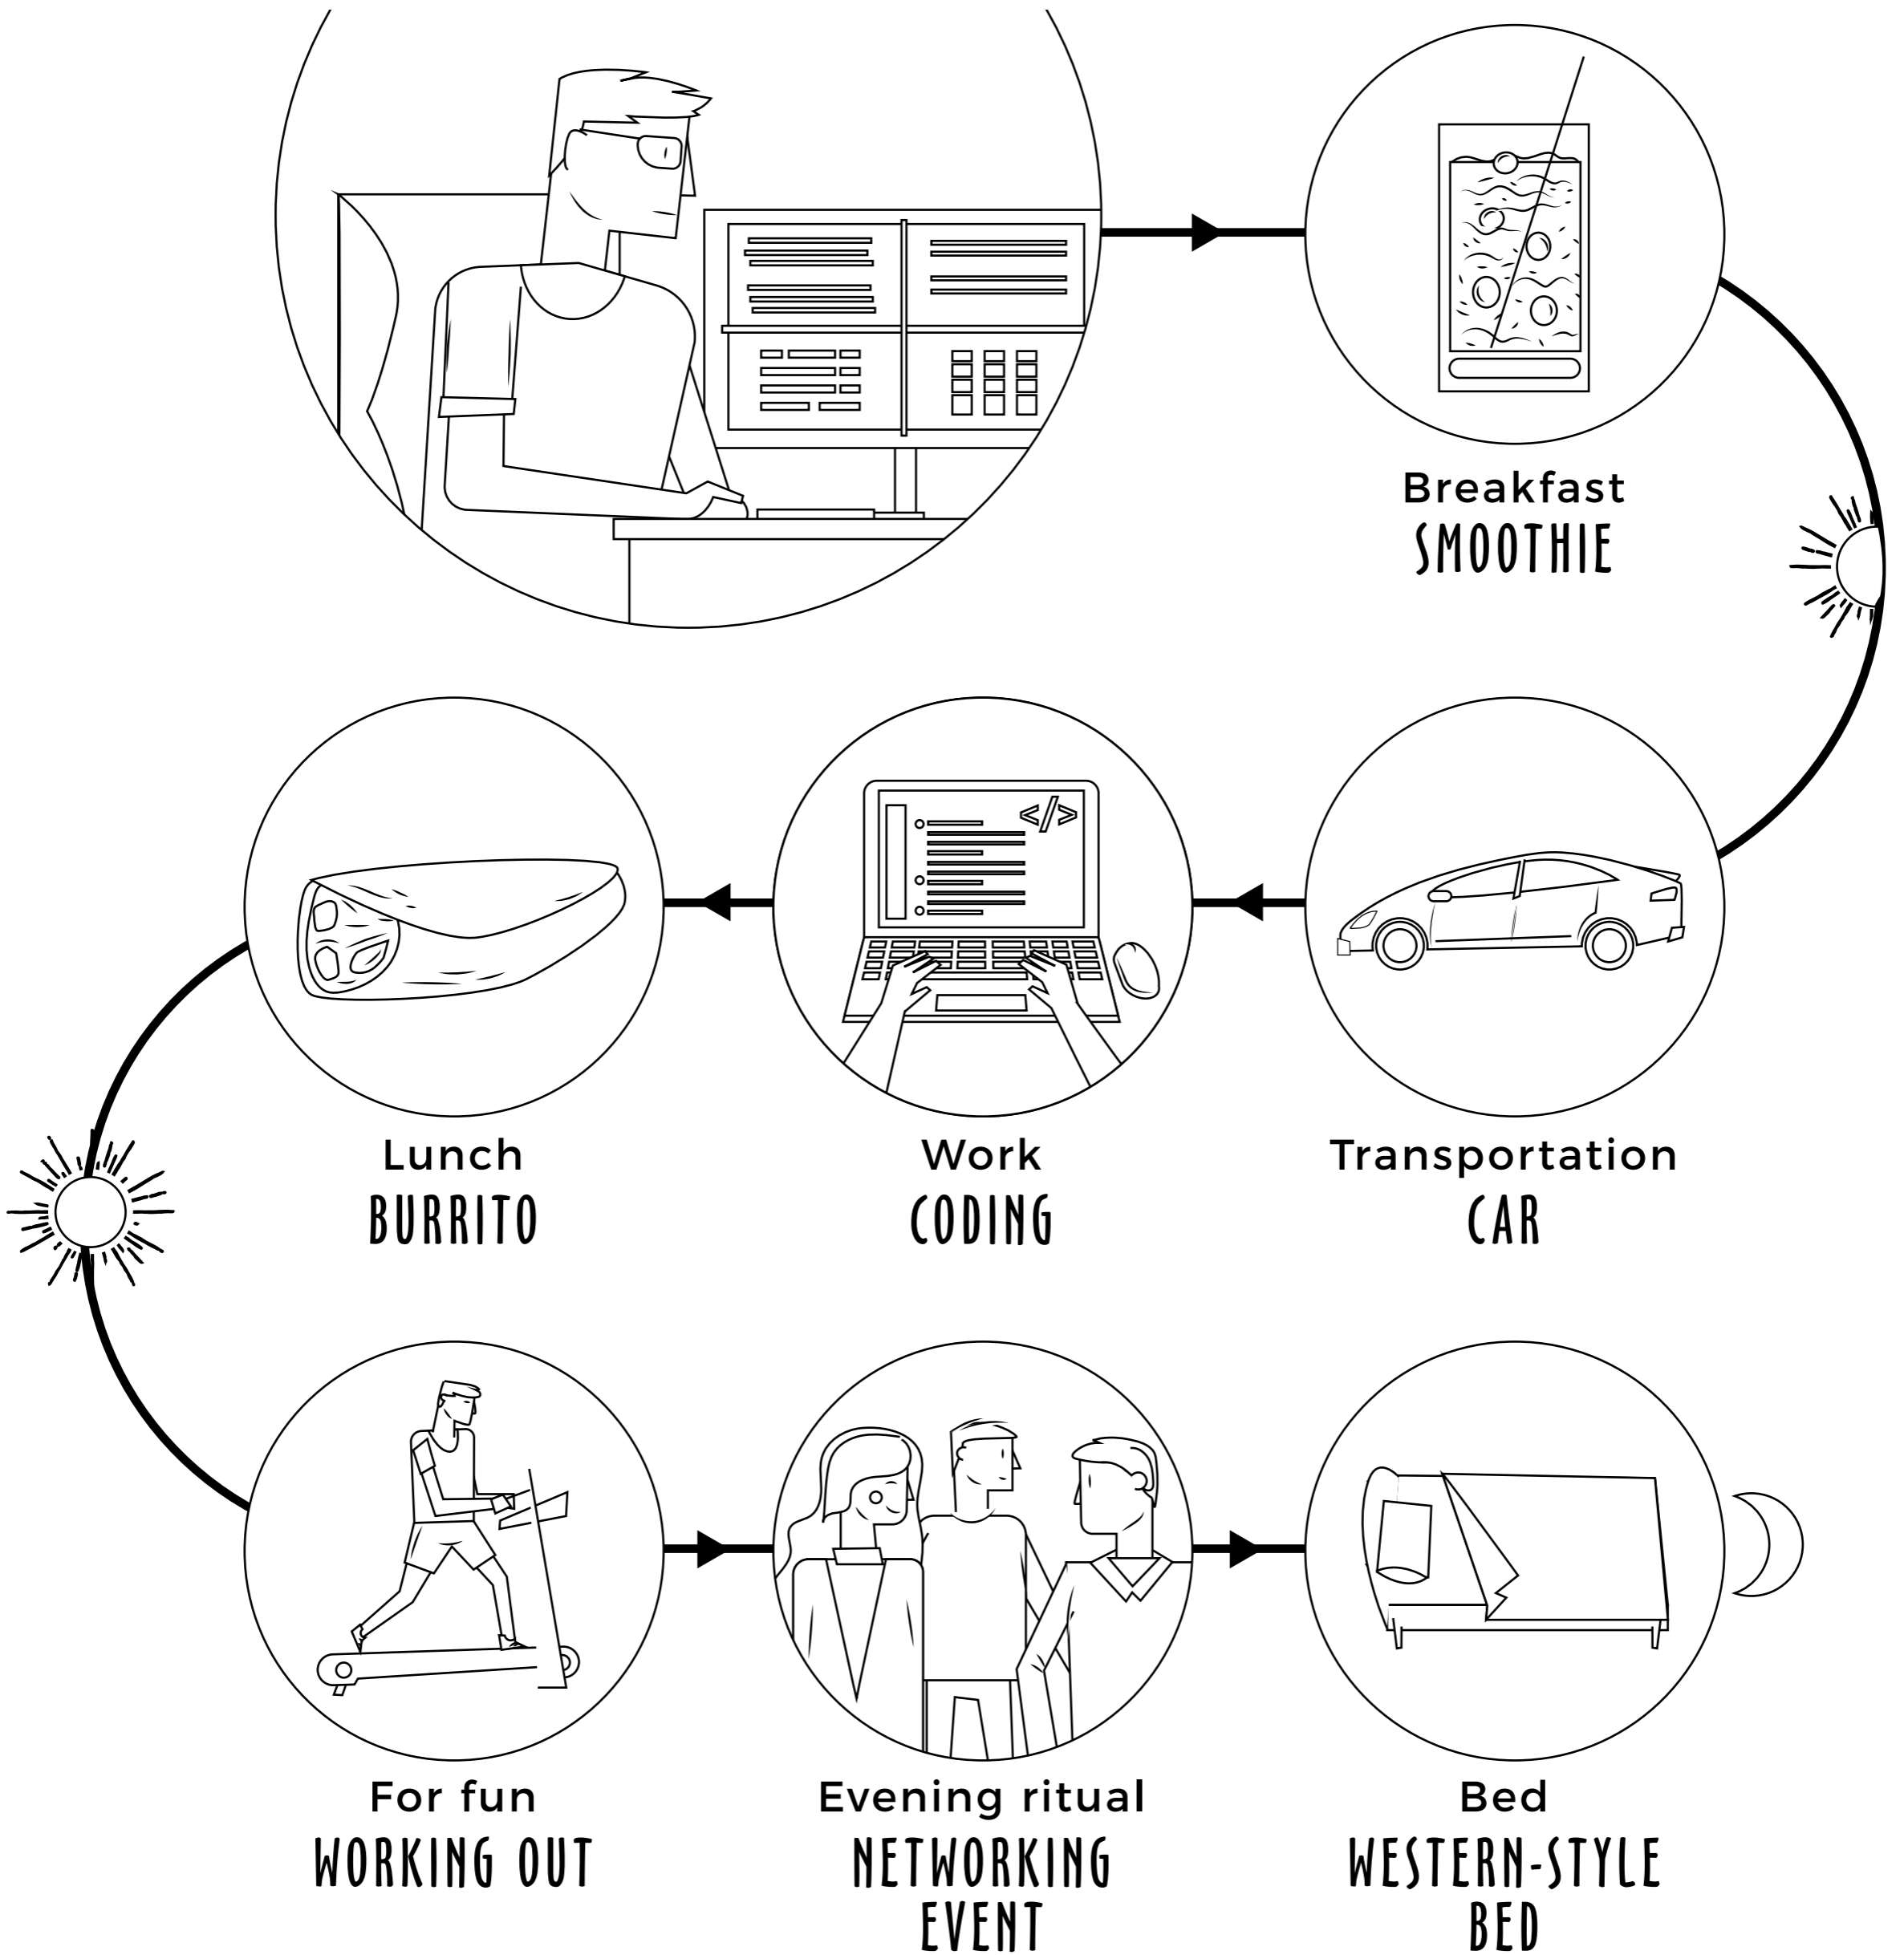 Breakfast
SMOOTHIE
Lunch
BURRITO
Work
CODING
</>
Transportation
CAR
For fun
WORKING OUT
Evening ritual
NETWORKING
EVENT
Bed
WESTERN-STYLE
BED